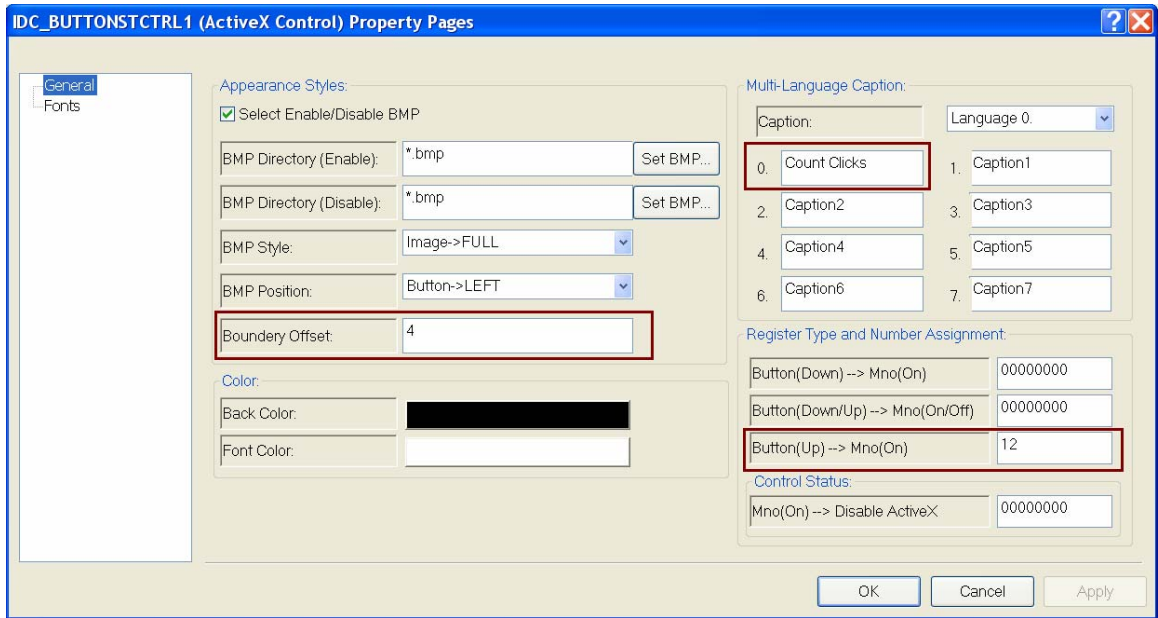 IDC_BUTTONSTCTRL1 (ActiveX Control) Property Pages
General
Fonts
Appearance Styles:
Select Enable/Disable BMP
BMP Directory (Enable): *.bmp Set BMP...
BMP Directory (Disable): *.bmp Set BMP...
BMP Style: Image->FULL
BMP Position: Button->LEFT
Boundery Offset: 4
Color:
Back Color:
Font Color:
Multi-Language Caption:
Caption: Language 0.
0. Count Clicks 1. Caption1
2. Caption2 3. Caption3
4. Caption4 5. Caption5
6. Caption6 7. Caption7
Register Type and Number Assignment:
Button(Down) --> Mno(On) 00000000
Button(Down/Up) --> Mno(On/Off) 00000000
Button(Up) --> Mno(On) 12
Control Status:
Mno(On) --> Disable ActiveX 00000000
OK Cancel Apply